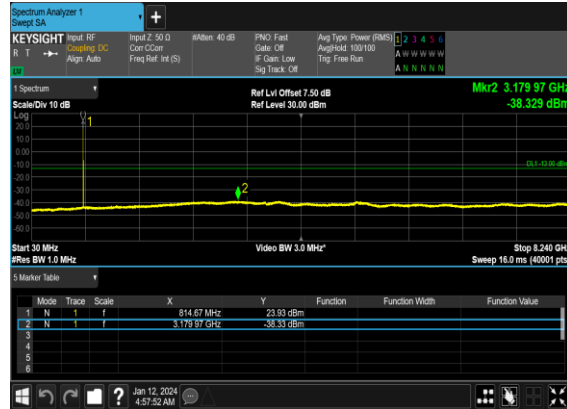 Spectrum Analyzer 1
Swept SA
+
KEYSIGHT Input: RF Input Z: 50 Ω #Atten: 40 dB PNO: Fast Avg Type: Power (RMS) 1 2 3 4 5 6
R T Coupling: DC Corr CCorr Gate: Off Avg|Hold: 100/100 A W W W W W
Align: Auto Freq Ref: Int (S) IF Gain: Low Trig: Free Run
Sig Track: Off A N N N N N
1 Spectrum Ref Lvl Offset 7.50 dB Mkr2 3.179 97 GHz
Scale/Div 10 dB Ref Level 30.00 dBm -38.329 dBm
Log
1
20.0
10.0
0.00
-10.0 DL1 -13.00 dBm
-20.0
-30.0
2
-40.0
-50.0
-60.0
Start 30 MHz Video BW 3.0 MHz* Stop 8.240 GHz
#Res BW 1.0 MHz Sweep 16.0 ms (40001 pts)
5 Marker Table
Mode Trace Scale X Y Function Function Width Function Value
1 N 1 f 814.67 MHz 23.93 dBm
2 N 1 f 3.179 97 GHz -38.33 dBm
3
4
5
6
? Jan 12, 2024
4:57:52 AM